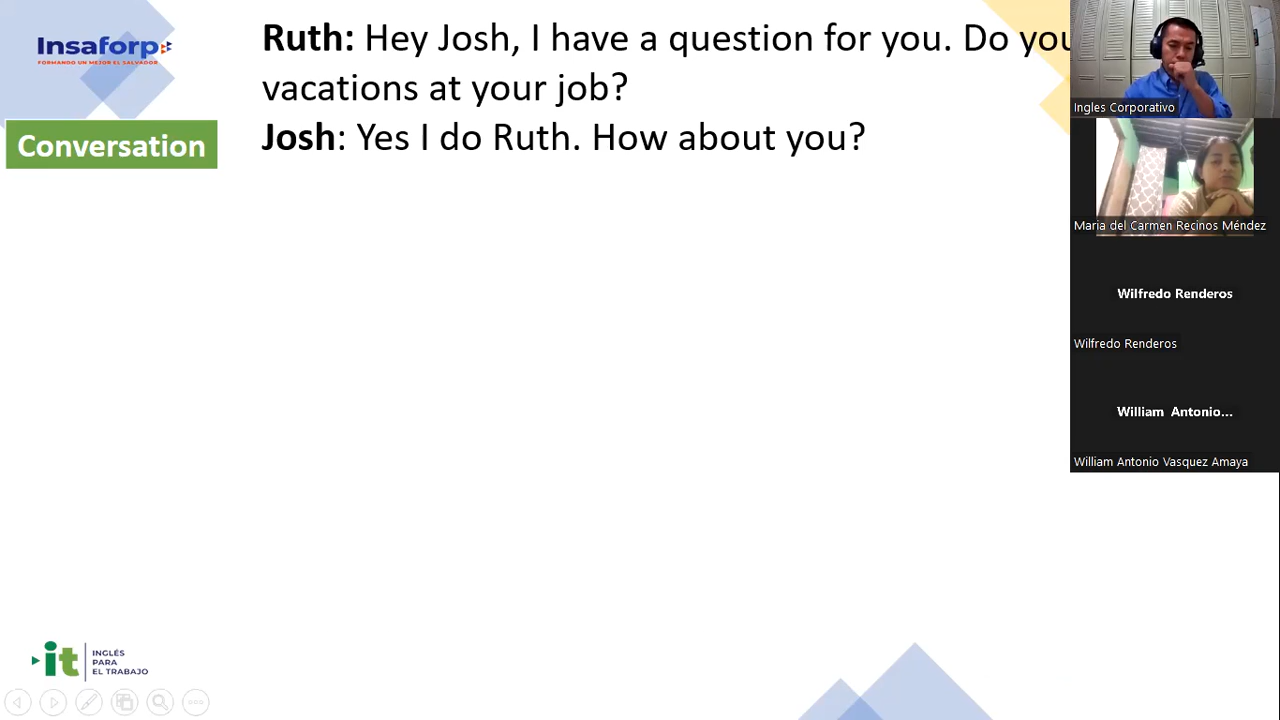 Insaforp
FORMANDO UN MEJOR EL SALVADOR
Conversation
Ruth: Hey Josh, I have a question for you. Do you
vacations at your job?
Josh: Yes I do Ruth. How about you?
Ingles Corporativo
Maria del Carmen Recinos Méndez
Wilfredo Renderos
Wilfredo Renderos
William Antonio...
William Antonio Vasquez Amaya
it
INGLÉS
PARA
EL TRABAJO